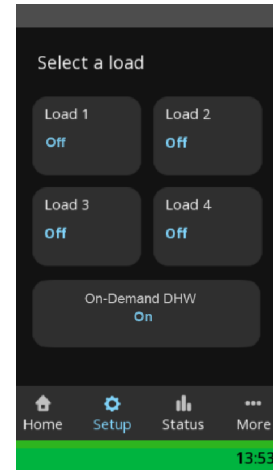 Select a load
Load 1 Load 2
Off Off
Load 3 Load 4
Off Off
On-Demand DHW
On
Home Setup Status More
13:53